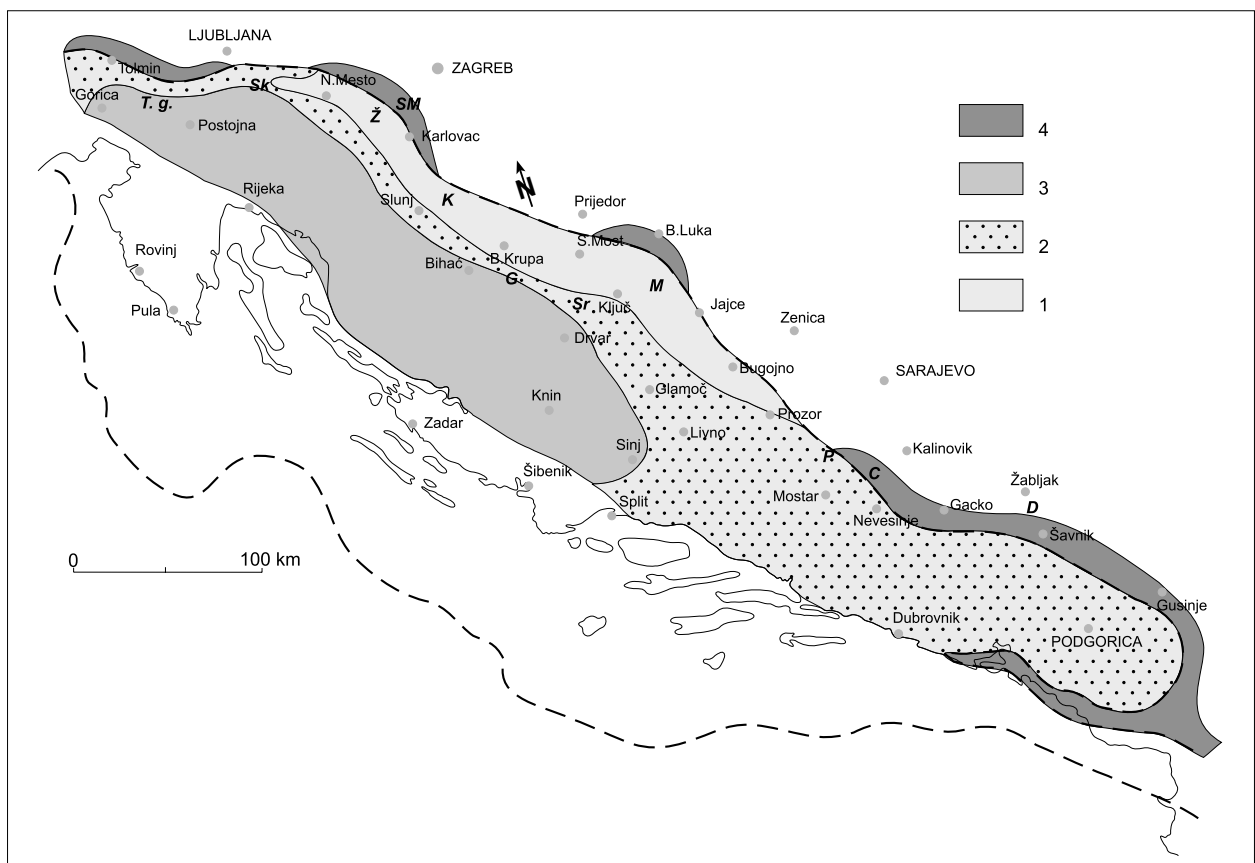 LJUBLJANA
ZAGREB
Tolmin
Sk
N.Mesto
Gorica
T. g.
Ž
SM
4
Postojna
Karlovac
3
Rijeka
N
Slunj
K
Prijedor
B.Luka
2
Rovinj
S.Most
Bihać
B.Krupa
G
M
Pula
Sr
Ključ
Jajce
1
Zenica
Drvar
Bugojno
SARAJEVO
Knin
Glamoč
Prozor
Zadar
Livno
Sinj
P
Kalinovik
Šibenik
C
Žabljak
Split
Mostar
Gacko
D
Nevesinje
Šavnik
0
100 km
Gusinje
Dubrovnik
PODGORICA